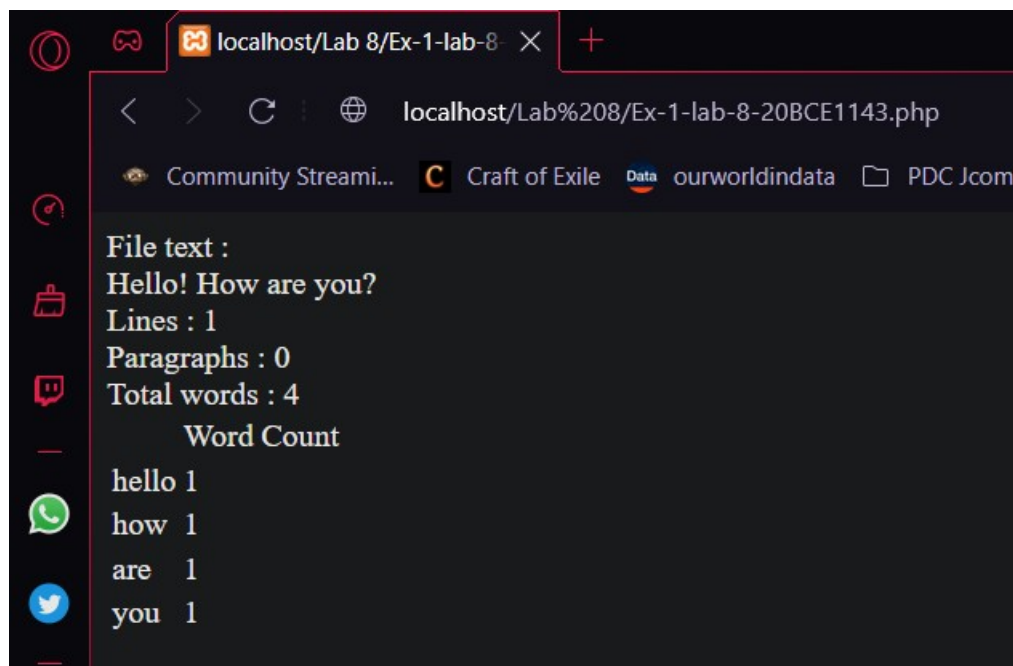 localhost/Lab 8/Ex-1-lab-8-
localhost/Lab%208/Ex-1-lab-8-20BCE1143.php
Community Streami... C Craft of Exile Data ourworldindata PDC Jcom
File text :
Hello! How are you?
Lines : 1
Paragraphs : 0
Total words : 4
Word Count
hello 1
how 1
are 1
you 1